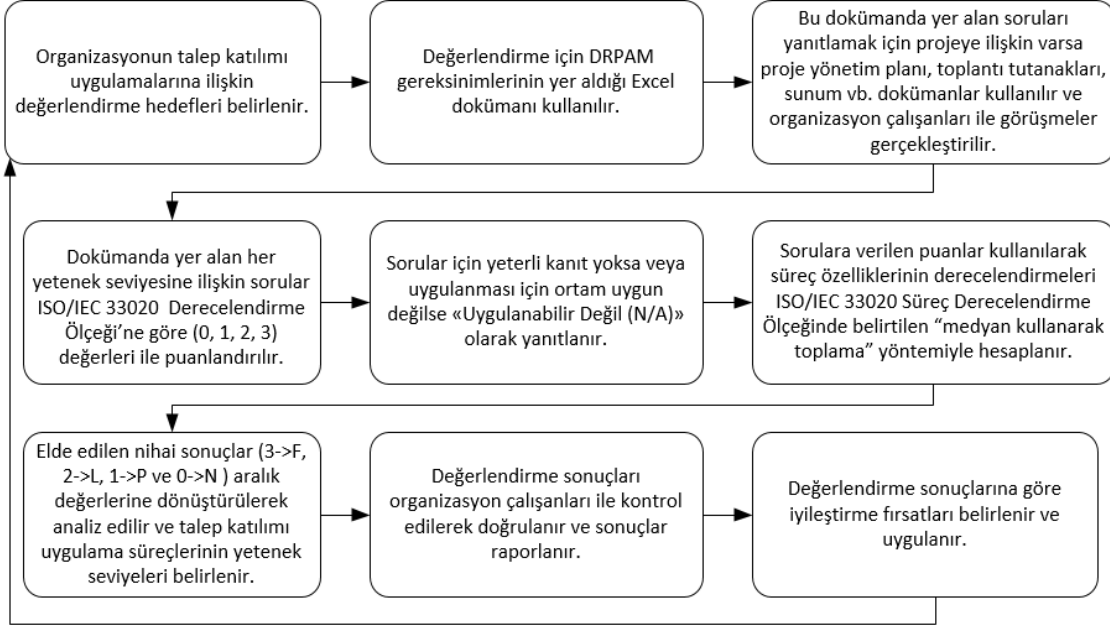 Organizasyonun talep katılımı
uygulamalarına ilişkin
değerlendirme hedefleri belirlenir.
Değerlendirme için DRPAM
gereksinimlerinin yer aldığı Excel
dokümanı kullanılır.
Bu dokümanda yer alan soruları
yanıtlamak için projeye ilişkin varsa
proje yönetim planı, toplantı tutanakları,
sunum vb. dokümanlar kullanılır ve
organizasyon çalışanları ile görüşmeler
gerçekleştirilir.
Dokümanda yer alan her
yetenek seviyesine ilişkin sorular
ISO/IEC 33020 Derecelendirme
Ölçeği’ne göre (0, 1, 2, 3)
değerleri ile puanlandırılır.
Sorular için yeterli kanıt yoksa veya
uygulanması için ortam uygun
değilse «Uygulanabilir Değil (N/A)»
olarak yanıtlanır.
Sorulara verilen puanlar kullanılarak
süreç özelliklerinin derecelendirmeleri
ISO/IEC 33020 Süreç Derecelendirme
Ölçeğinde belirtilen “medyan kullanarak
toplama” yöntemiyle hesaplanır.
Elde edilen nihai sonuçlar (3->F,
2->L, 1->P ve 0->N ) aralık
değerlerine dönüştürülerek
analiz edilir ve talep katılımı
uygulama süreçlerinin yetenek
seviyeleri belirlenir.
Değerlendirme sonuçları
organizasyon çalışanları ile kontrol
edilerek doğrulanır ve sonuçlar
raporlanır.
Değerlendirme sonuçlarına göre
iyileştirme fırsatları belirlenir ve
uygulanır.